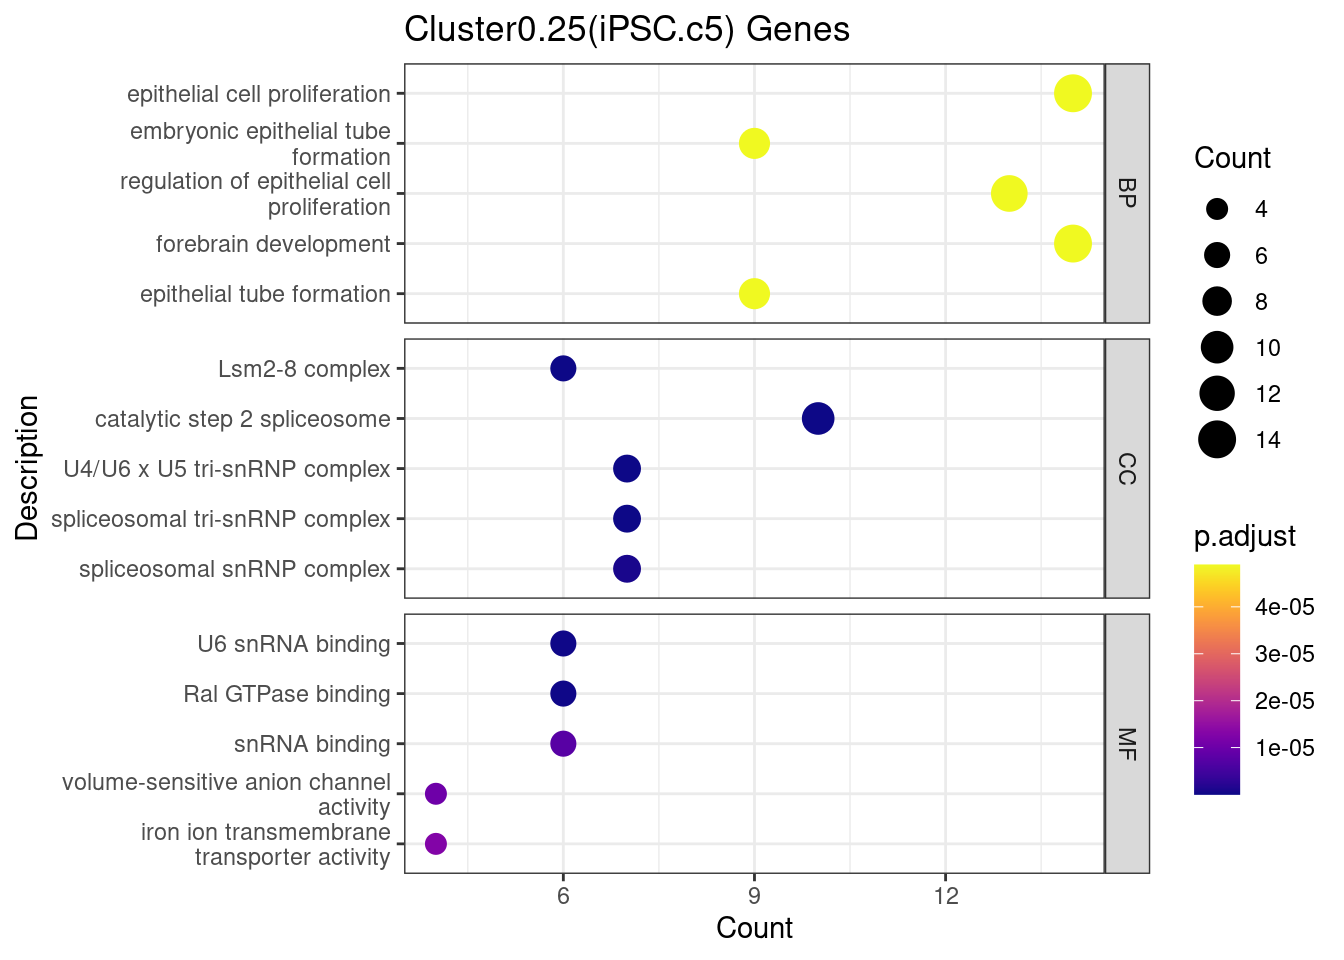 Cluster0.25(iPSC.c5) Genes
epithelial cell proliferation
embryonic epithelial tube
formation
regulation of epithelial cell
proliferation
forebrain development
epithelial tube formation
BP
Lsm2-8 complex
catalytic step 2 spliceosome
U4/U6 x U5 tri-snRNP complex
spliceosomal tri-snRNP complex
spliceosomal snRNP complex
CC
U6 snRNA binding
Ral GTPase binding
snRNA binding
volume-sensitive anion channel
activity
iron ion transmembrane
transporter activity
MF
Description
6
9
12
Count
Count
4
6
8
10
12
14
p.adjust
4e-05
3e-05
2e-05
1e-05